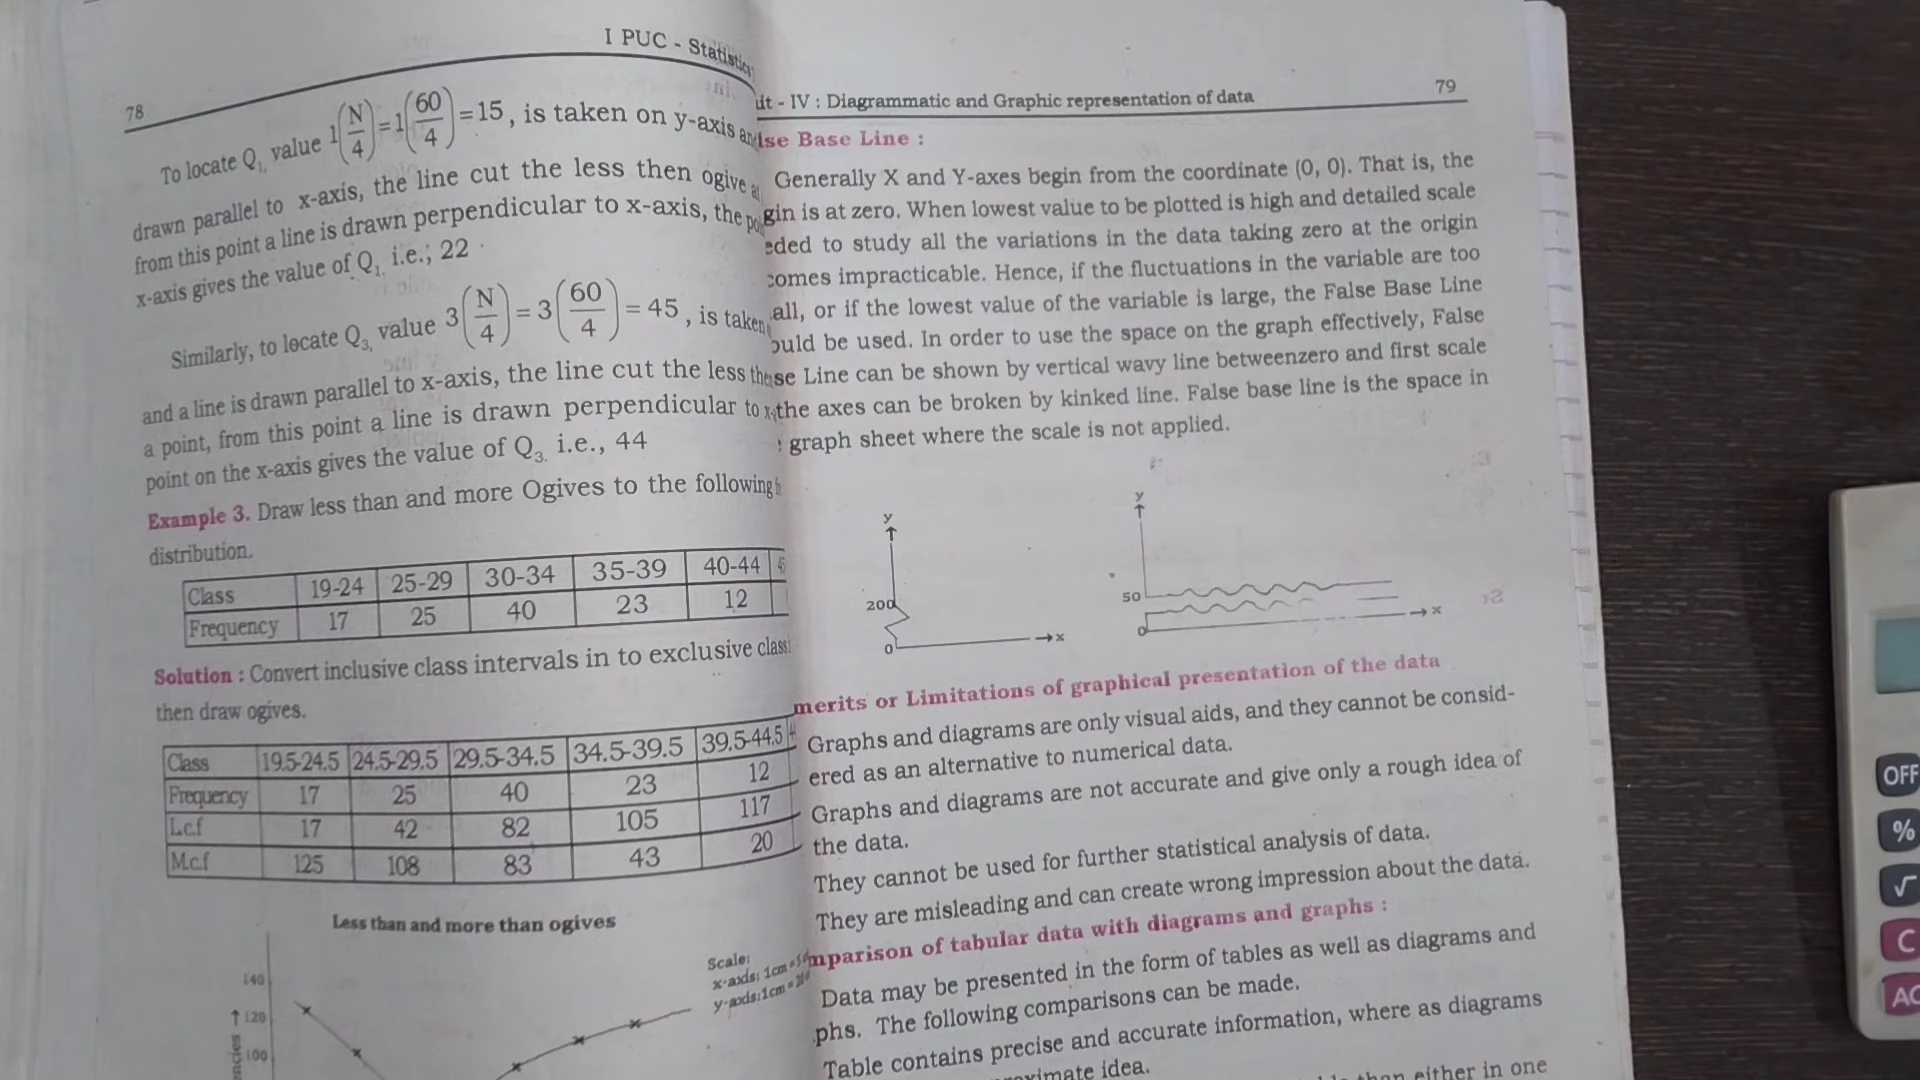 I PUC - Statistics
78
To locate Q1, value 1(N/4)=1(60/4)=15, is taken on y-axis and
drawn parallel to x-axis, the line cut the less then ogive at
from this point a line is drawn perpendicular to x-axis, the
x-axis gives the value of Q1, i.e.; 22
Similarly, to locate Q3, value 3(N/4) = 3(60/4) = 45, is taken
and a line is drawn parallel to x-axis, the line cut the less
a point, from this point a line is drawn perpendicular to
point on the x-axis gives the value of Q3, i.e., 44
Example 3. Draw less than and more Ogives to the following
distribution.
Class 19-24 25-29 30-34 35-39 40-44
Frequency 17 25 40 23 12
Solution : Convert inclusive class intervals in to exclusive class
then draw ogives.
Class 19.5-24.5 24.5-29.5 29.5-34.5 34.5-39.5 39.5-44.5
Frequency 17 25 40 23 12
L.c.f 17 42 82 105 117
M.c.f 125 108 83 43 20
Less than and more than ogives
Scale:
x-axis: 1cm =
y-axis:1cm =
140
120
100
- IV : Diagrammatic and Graphic representation of data
79
Base Line :
Generally X and Y-axes begin from the coordinate (0, 0). That is, the
is at zero. When lowest value to be plotted is high and detailed scale
to study all the variations in the data taking zero at the origin
impracticable. Hence, if the fluctuations in the variable are too
or if the lowest value of the variable is large, the False Base Line
be used. In order to use the space on the graph effectively, False
Line can be shown by vertical wavy line betweenzero and first scale
the axes can be broken by kinked line. False base line is the space in
graph sheet where the scale is not applied.
y
200
0
x
y
50
0
x
merits or Limitations of graphical presentation of the data
Graphs and diagrams are only visual aids, and they cannot be consid-
ered as an alternative to numerical data.
Graphs and diagrams are not accurate and give only a rough idea of
the data.
They cannot be used for further statistical analysis of data.
They are misleading and can create wrong impression about the data.
mparison of tabular data with diagrams and graphs :
Data may be presented in the form of tables as well as diagrams and
phs. The following comparisons can be made.
Table contains precise and accurate information, where as diagrams
idea.
than either in one
OFF
%
√
C
AC